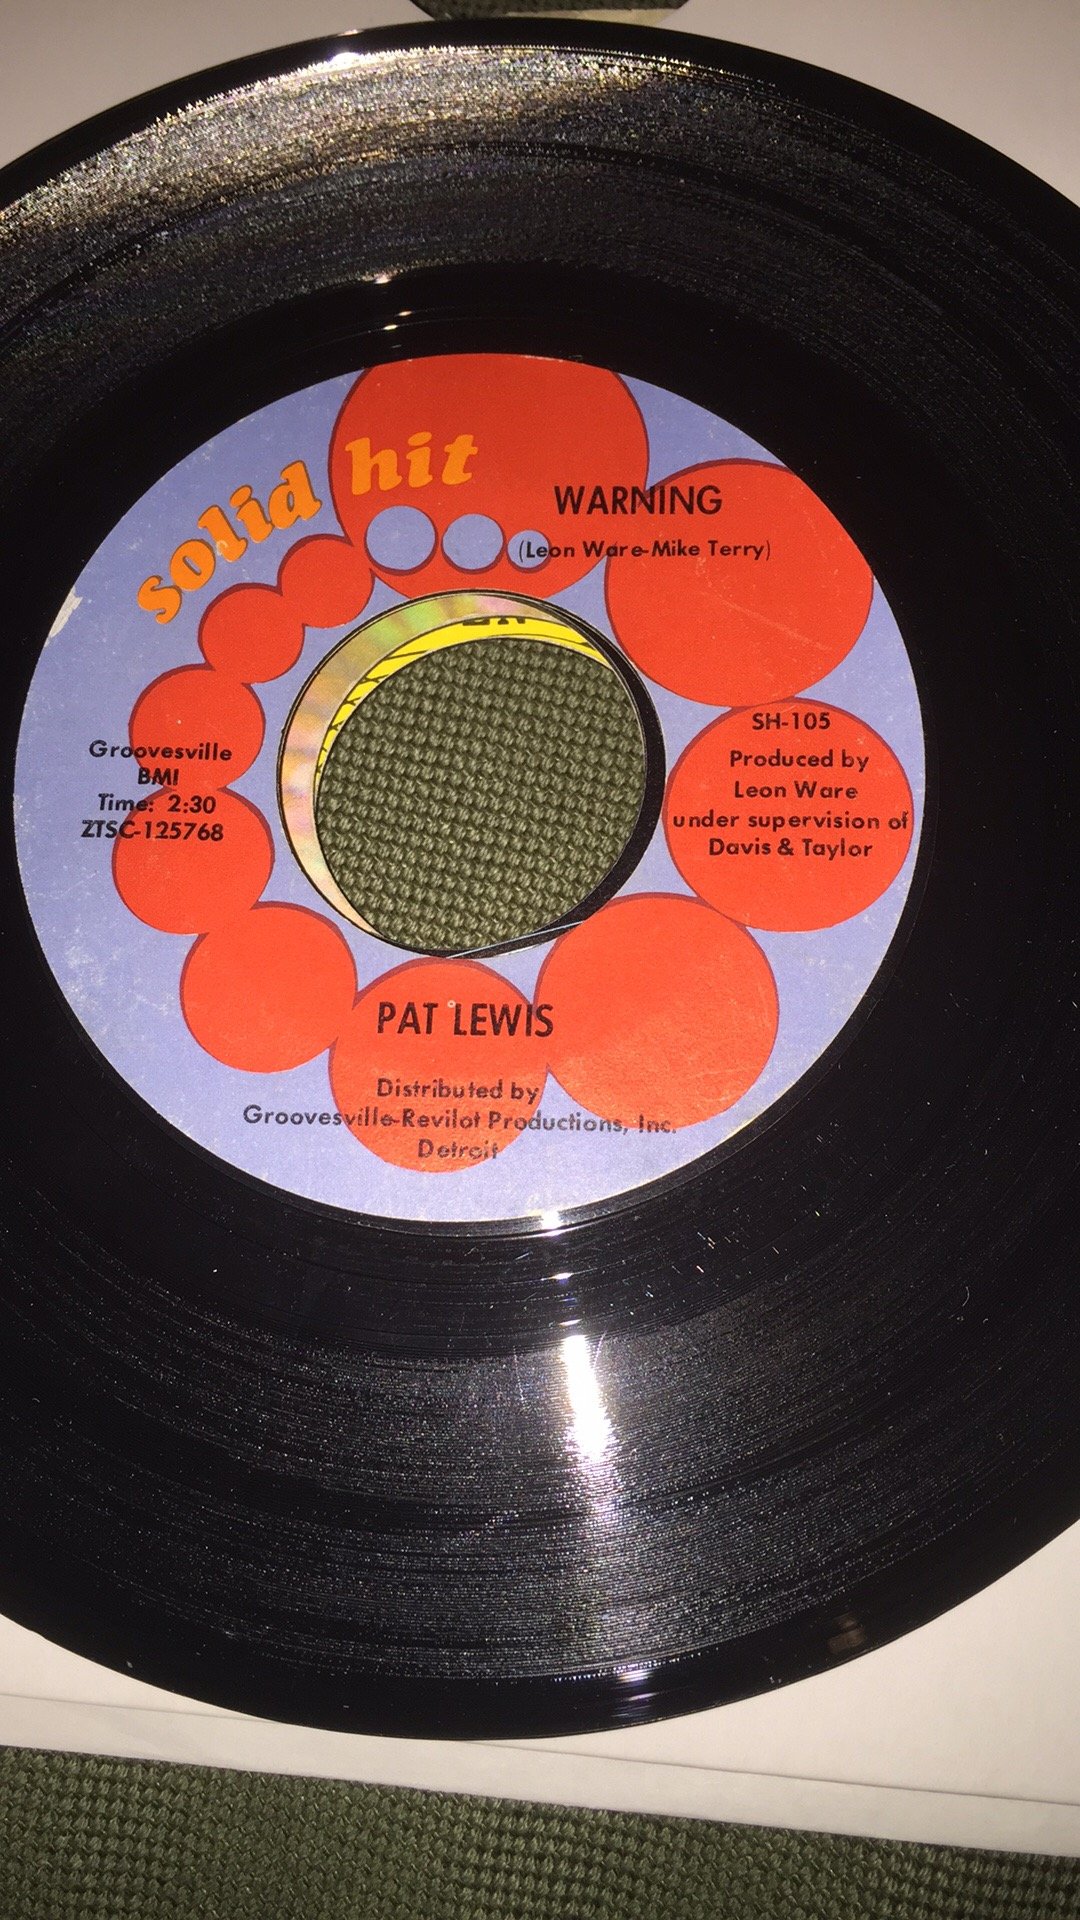 solid hit
WARNING
(Leon Ware-Mike Terry)
SH-105
Produced by
Leon Ware
under supervision of
Davis & Taylor
Groovesville
BMI
Time: 2:30
ZTSC-125768
PAT LEWIS
Distributed by
Groovesville-Revilot Productions, Inc.
Detroit